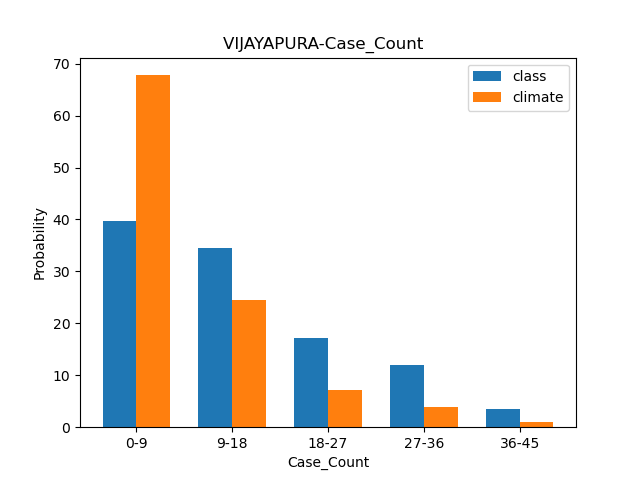 VIJAYAPURA-Case_Count
class
climate
Probability
70
60
50
40
30
20
10
0
0-9 9-18 18-27 27-36 36-45
Case_Count